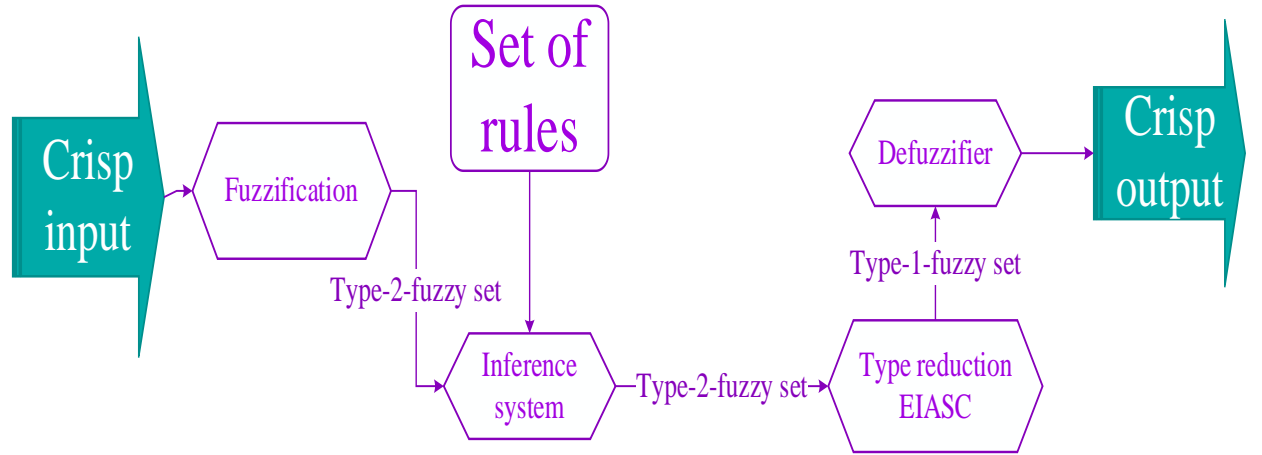 Crisp
input
Fuzzification
Type-2-fuzzy set
Set of
rules
Inference
system
Type-2-fuzzy set
Type reduction
EIASC
Type-1-fuzzy set
Defuzzifier
Crisp
output